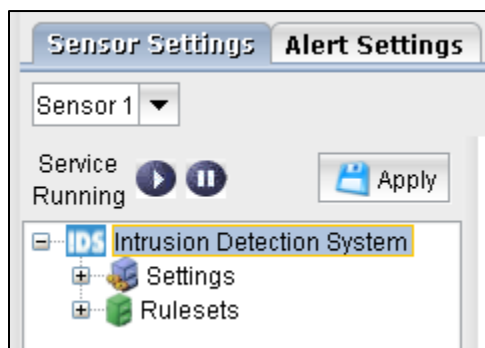 Sensor Settings Alert Settings
Sensor 1
Service
Running
Apply
IDS Intrusion Detection System
Settings
Rulesets